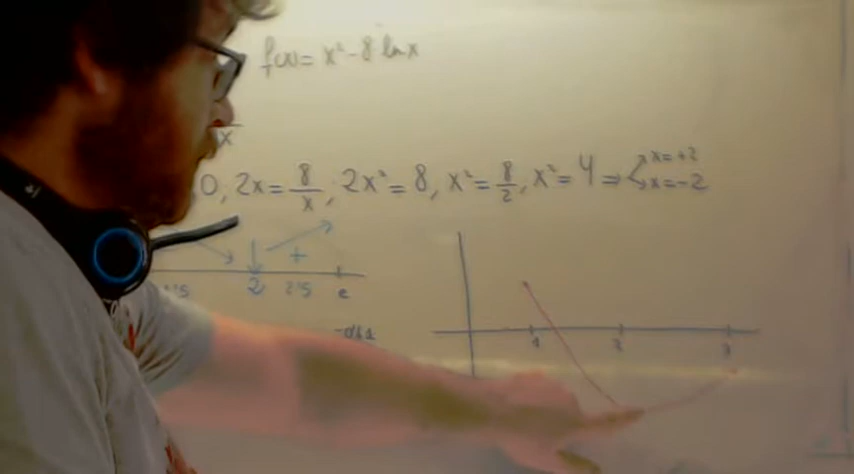 f(x)= x² - 8 ln x
x
0, 2x = 8/x, 2x² = 8, x² = 8/2, x² = 4 ⇒ x=+2
x=-2
+
2 2'5 e
1 2